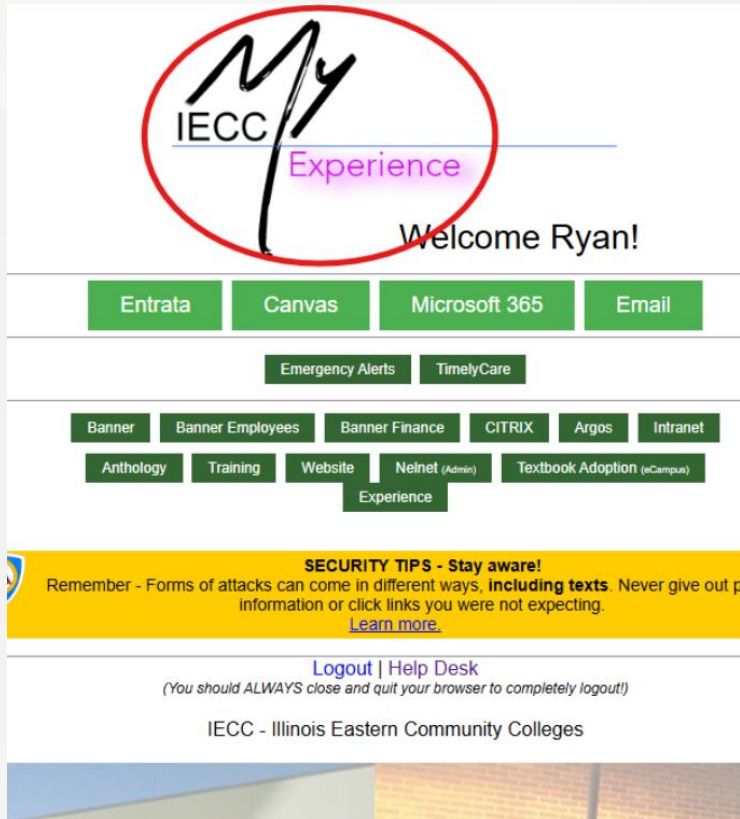 My
IECC
Experience
Welcome Ryan!
Entrata Canvas Microsoft 365 Email
Emergency Alerts TimelyCare
Banner Banner Employees Banner Finance CITRIX Argos Intranet
Anthology Training Website Nelnet (Admin) Textbook Adoption (eCampus)
Experience
SECURITY TIPS - Stay aware!
Remember - Forms of attacks can come in different ways, including texts. Never give out p
information or click links you were not expecting.
Learn more.
Logout | Help Desk
(You should ALWAYS close and quit your browser to completely logout!)
IECC - Illinois Eastern Community Colleges